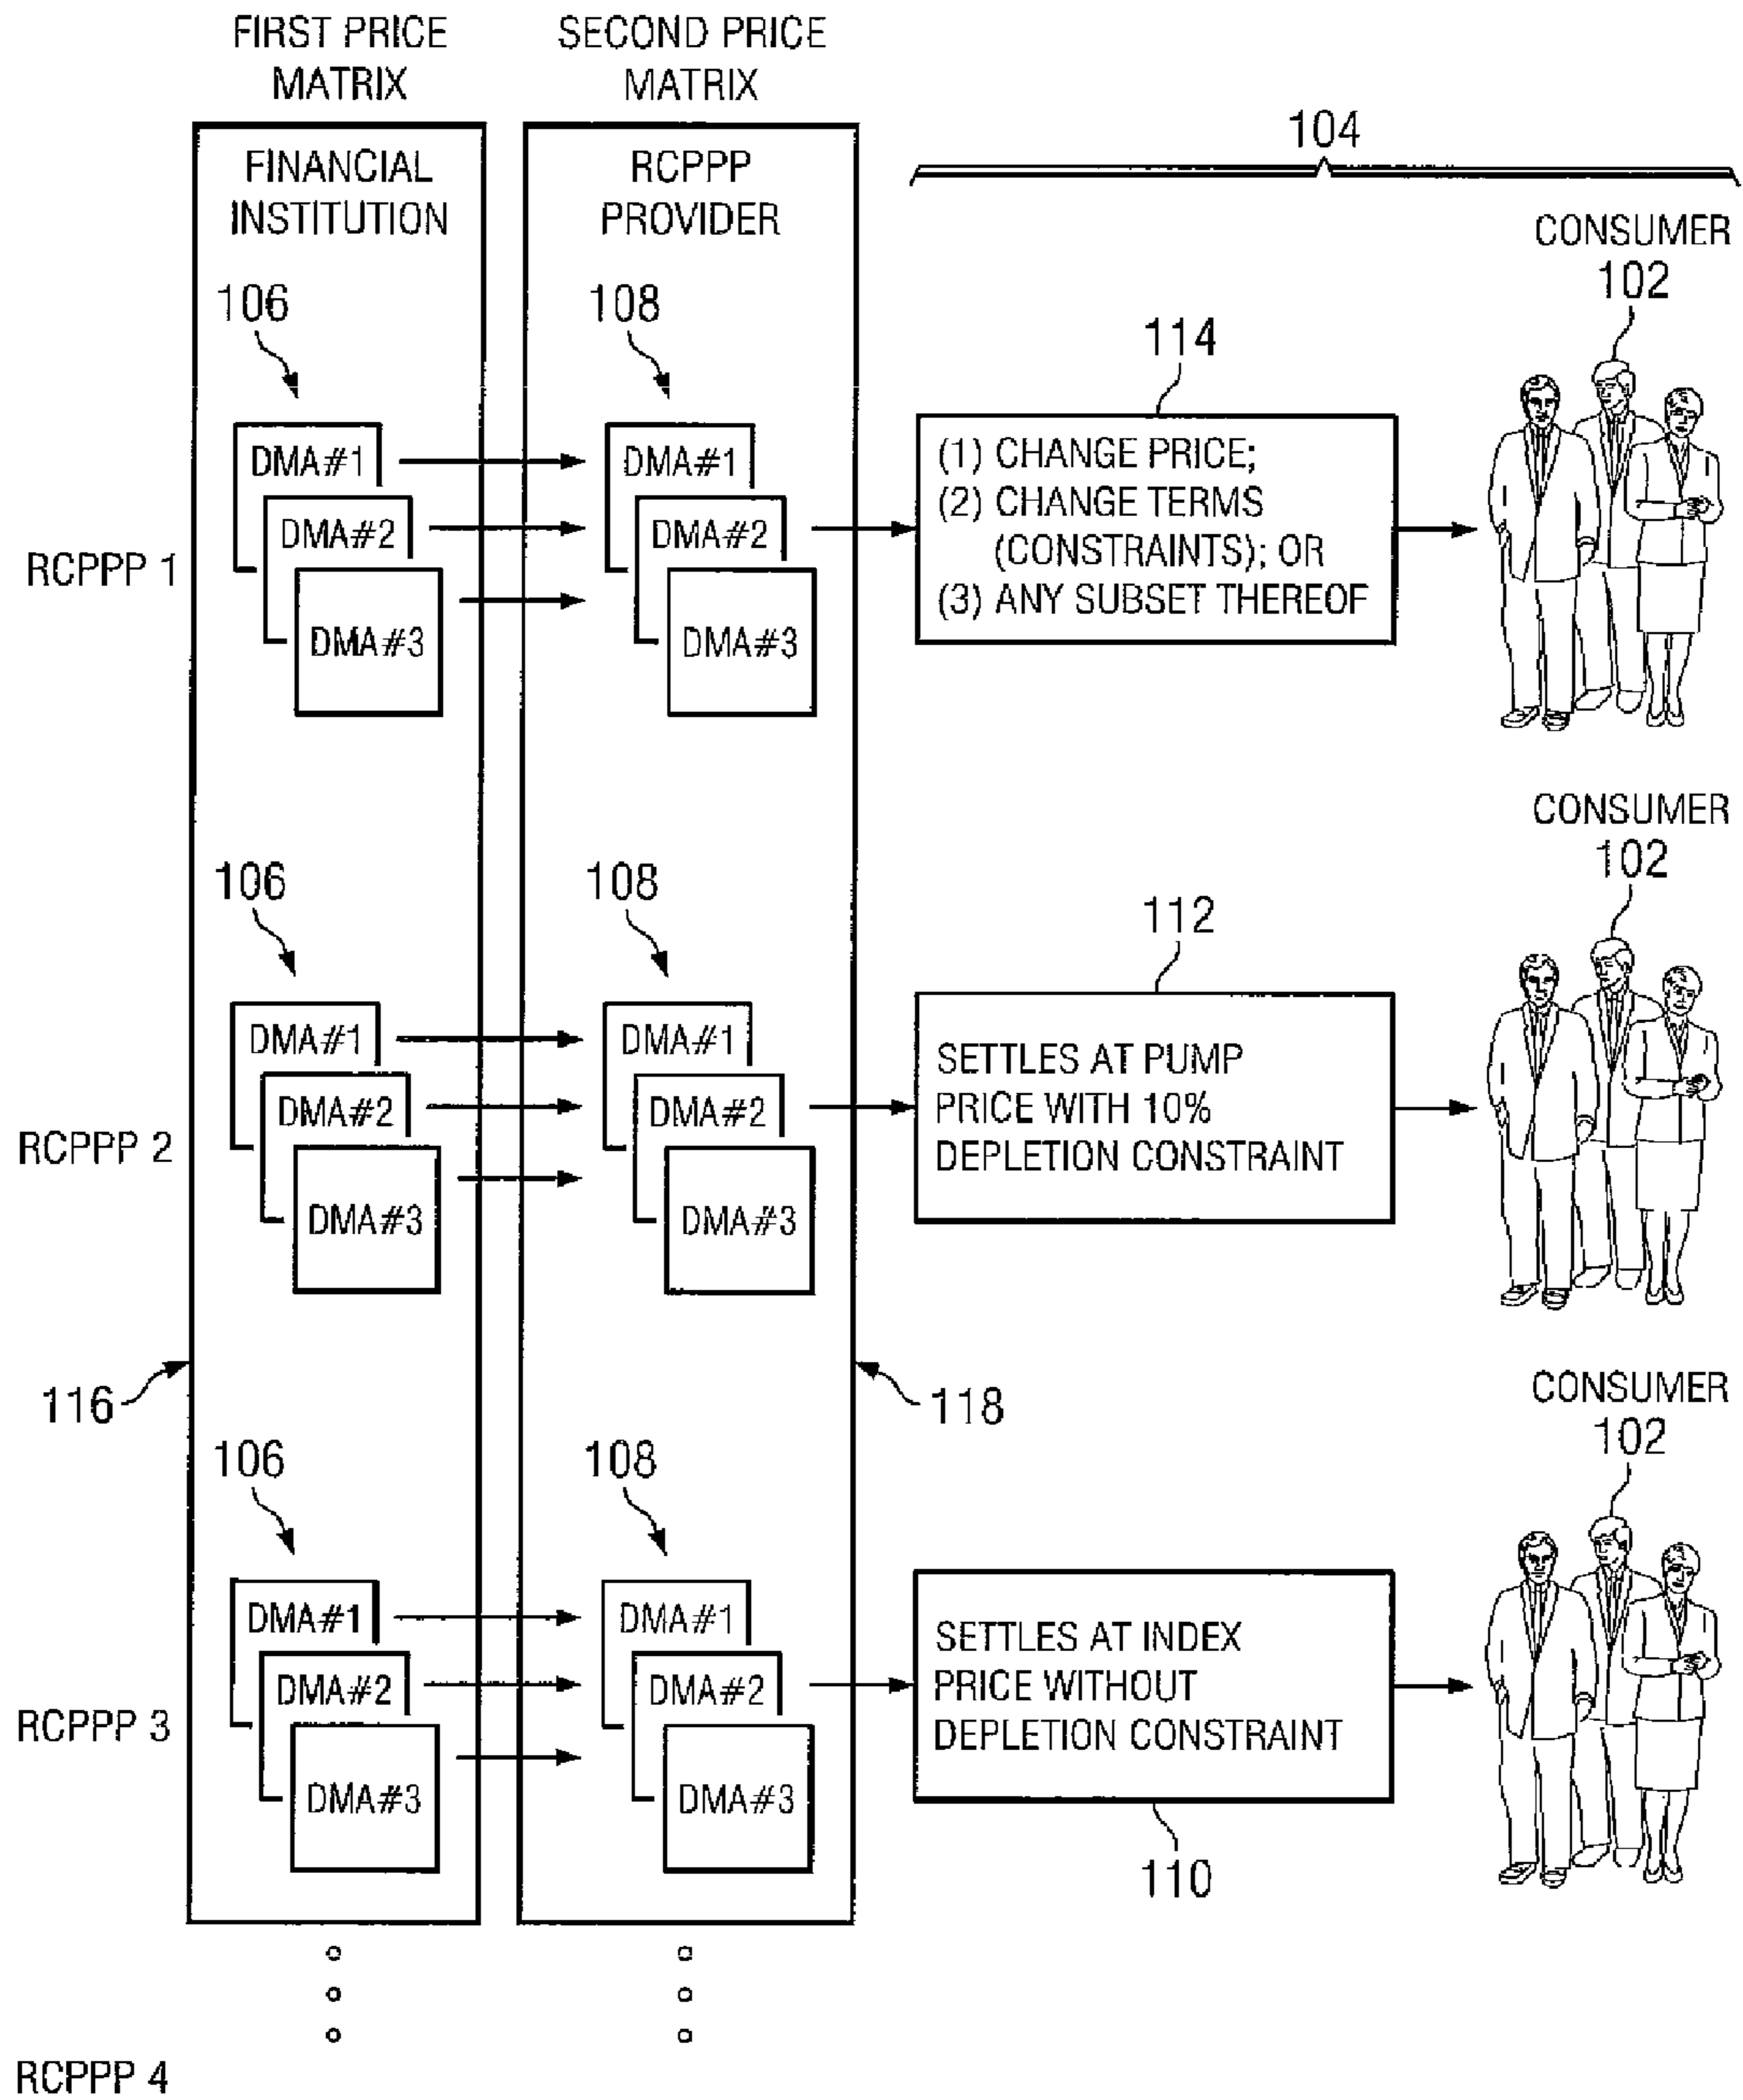 FIRST PRICE
MATRIX
SECOND PRICE
MATRIX
104
FINANCIAL
INSTITUTION
RCPPP
PROVIDER
CONSUMER
102
106
108
114
DMA#1
DMA#2
DMA#3
DMA#1
DMA#2
DMA#3
(1) CHANGE PRICE;
(2) CHANGE TERMS
(CONSTRAINTS); OR
(3) ANY SUBSET THEREOF
RCPPP 1
CONSUMER
102
106
108
112
DMA#1
DMA#2
DMA#3
DMA#1
DMA#2
DMA#3
SETTLES AT PUMP
PRICE WITH 10%
DEPLETION CONSTRAINT
RCPPP 2
116
118
CONSUMER
102
106
108
DMA#1
DMA#2
DMA#3
DMA#1
DMA#2
DMA#3
SETTLES AT INDEX
PRICE WITHOUT
DEPLETION CONSTRAINT
RCPPP 3
110
RCPPP 4